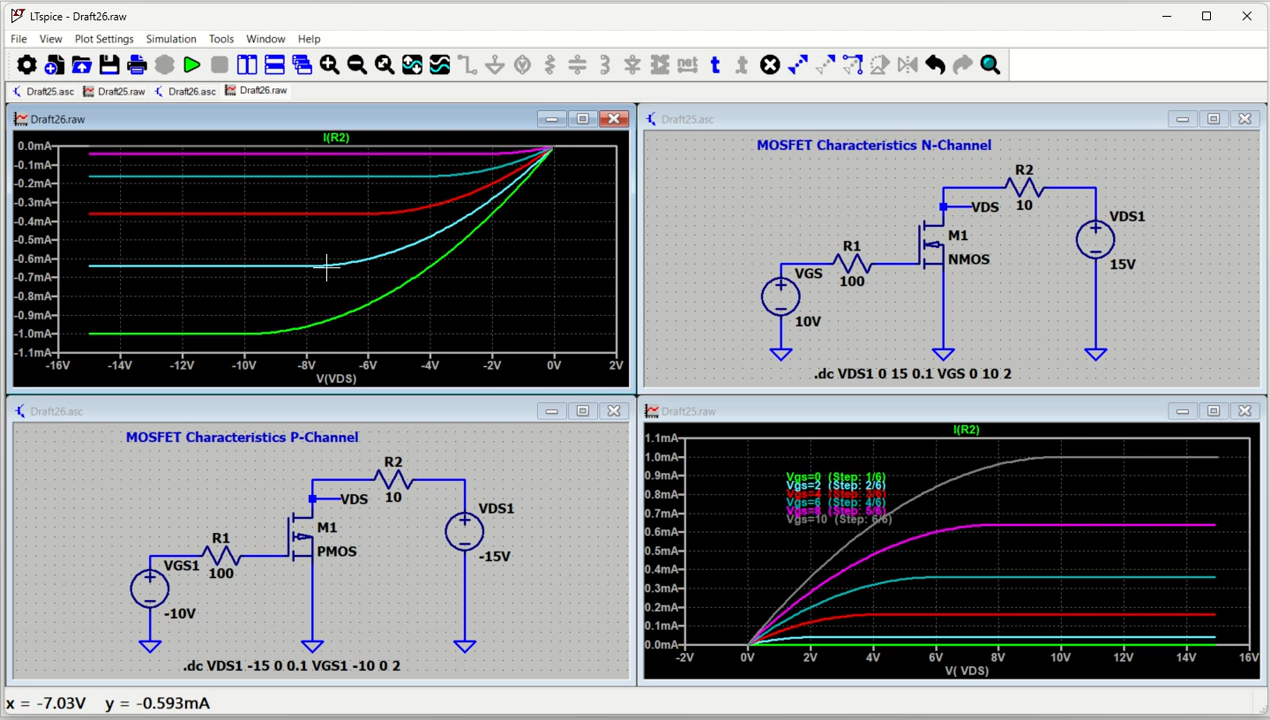 LTspice - Draft26.raw
File View Plot Settings Simulation Tools Window Help
Draft25.asc Draft25.raw Draft26.asc Draft26.raw
Draft26.raw
I(R2)
0.0mA
-0.1mA
-0.2mA
-0.3mA
-0.4mA
-0.5mA
-0.6mA
-0.7mA
-0.8mA
-0.9mA
-1.0mA
-1.1mA
-16V -14V -12V -10V -8V -6V -4V -2V 0V 2V
V(VDS)
Draft25.asc
MOSFET Characteristics N-Channel
R2
10
VDS
VDS1
15V
M1
NMOS
R1
100
VGS
10V
.dc VDS1 0 15 0.1 VGS 0 10 2
Draft26.asc
MOSFET Characteristics P-Channel
R2
10
VDS
VDS1
-15V
M1
PMOS
R1
100
VGS1
-10V
.dc VDS1 -15 0 0.1 VGS1 -10 0 2
Draft25.raw
I(R2)
1.1mA
1.0mA
0.9mA
0.8mA
0.7mA
0.6mA
0.5mA
0.4mA
0.3mA
0.2mA
0.1mA
0.0mA
Vgs=0 (Step: 1/6)
Vgs=2 (Step: 2/6)
Vgs=4 (Step: 3/6)
Vgs=6 (Step: 4/6)
Vgs=8 (Step: 5/6)
Vgs=10 (Step: 6/6)
-2V 0V 2V 4V 6V 8V 10V 12V 14V 16V
V( VDS)
x = -7.03V y = -0.593mA